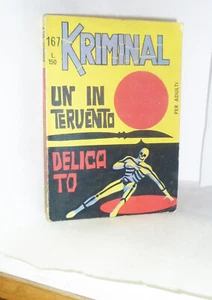 167 KRIMINAL
L. 150
UN' IN
TERVENTO
PER ADULTI
DELICA
TO